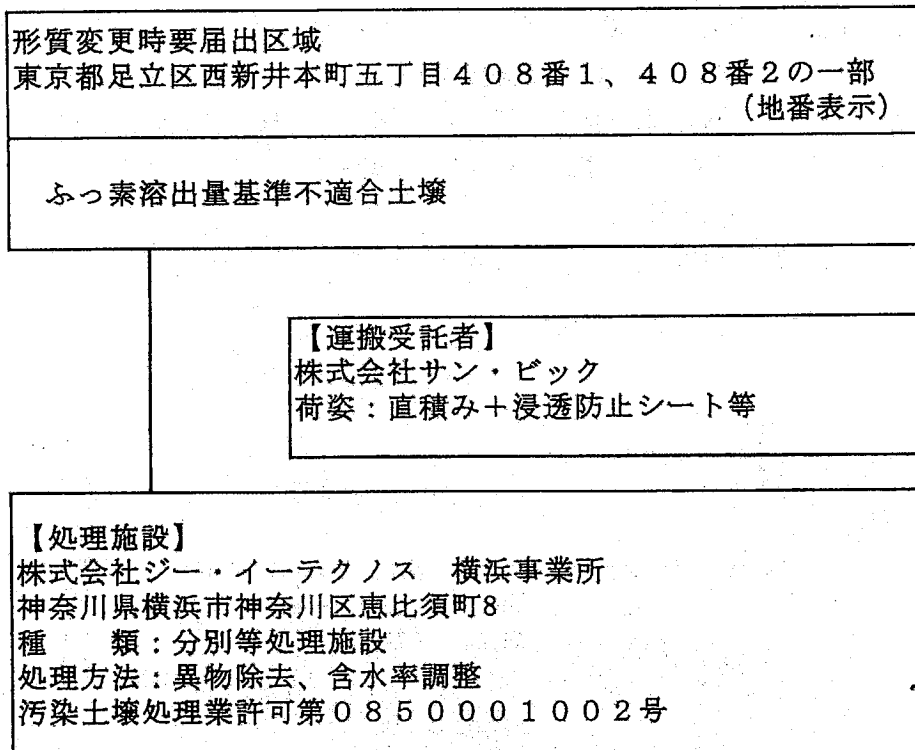 形質変更時要届出区域
東京都足立区西新井本町五丁目４０８番１、４０８番２の一部
（地番表示）
ふっ素溶出量基準不適合土壌
【運搬受託者】
株式会社サン・ビック
荷姿：直積み＋浸透防止シート等
【処理施設】
株式会社ジー・イーテクノス　横浜事業所
神奈川県横浜市神奈川区恵比須町8
種　　類：分別等処理施設
処理方法：異物除去、含水率調整
汚染土壌処理業許可第０８５０００１００２号